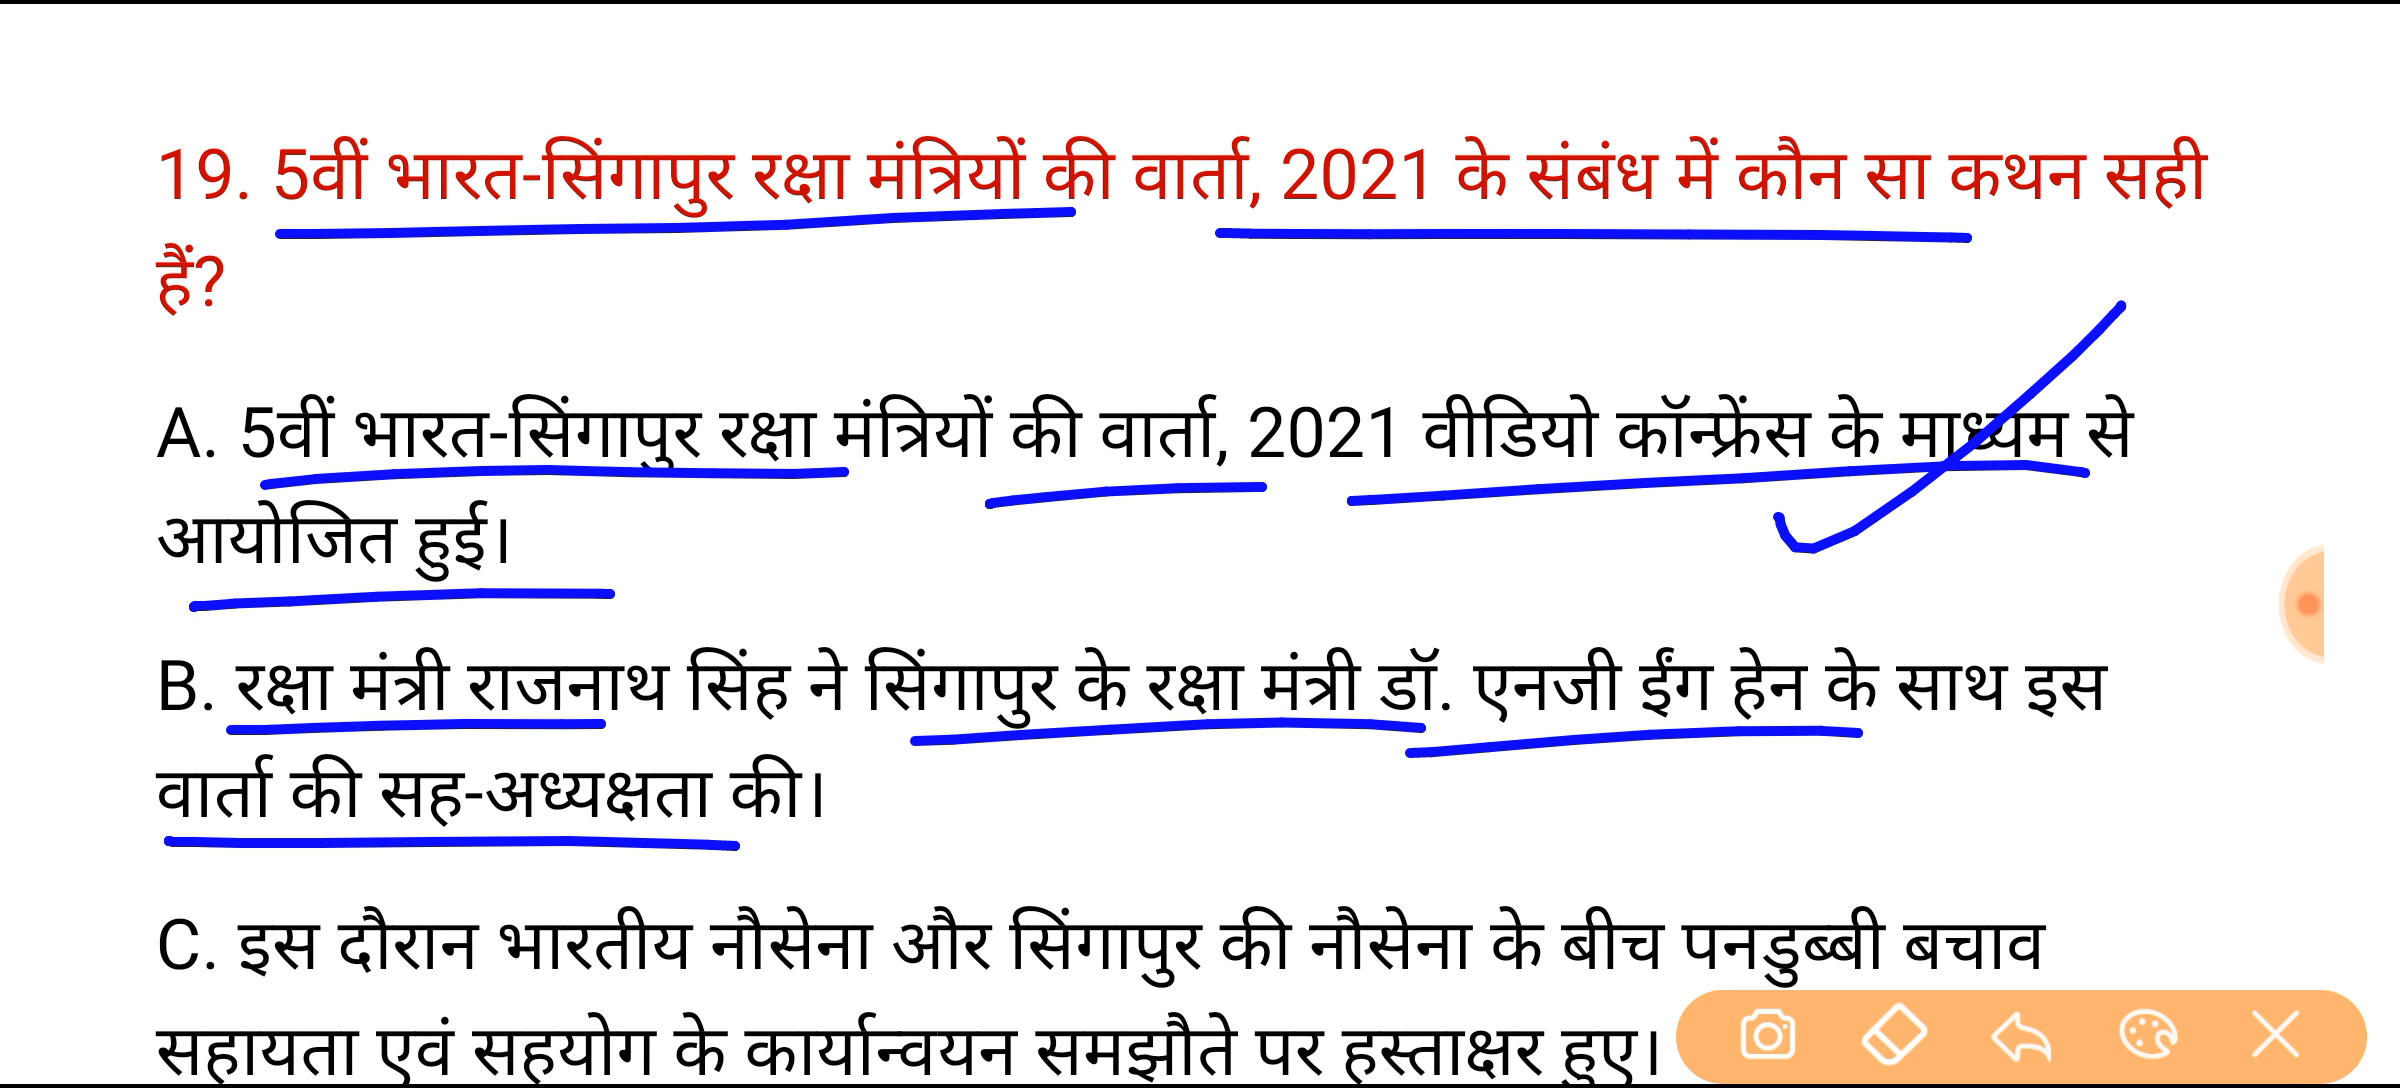 19. 5वीं भारत-सिंगापुर रक्षा मंत्रियों की वार्ता, 2021 के संबंध में कौन सा कथन सही
हैं?
A. 5वीं भारत-सिंगापुर रक्षा मंत्रियों की वार्ता, 2021 वीडियो कॉन्फ्रेंस के माध्यम से
आयोजित हुई।
B. रक्षा मंत्री राजनाथ सिंह ने सिंगापुर के रक्षा मंत्री डॉ. एनजी ईंग हेन के साथ इस
वार्ता की सह-अध्यक्षता की।
C. इस दौरान भारतीय नौसेना और सिंगापुर की नौसेना के बीच पनडुब्बी बचाव
सहायता एवं सहयोग के कार्यान्वयन समझौते पर हस्ताक्षर हुए।